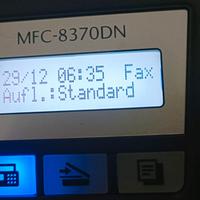 MFC-8370DN
29/12 06:35 Fax
Aufl.:Standard